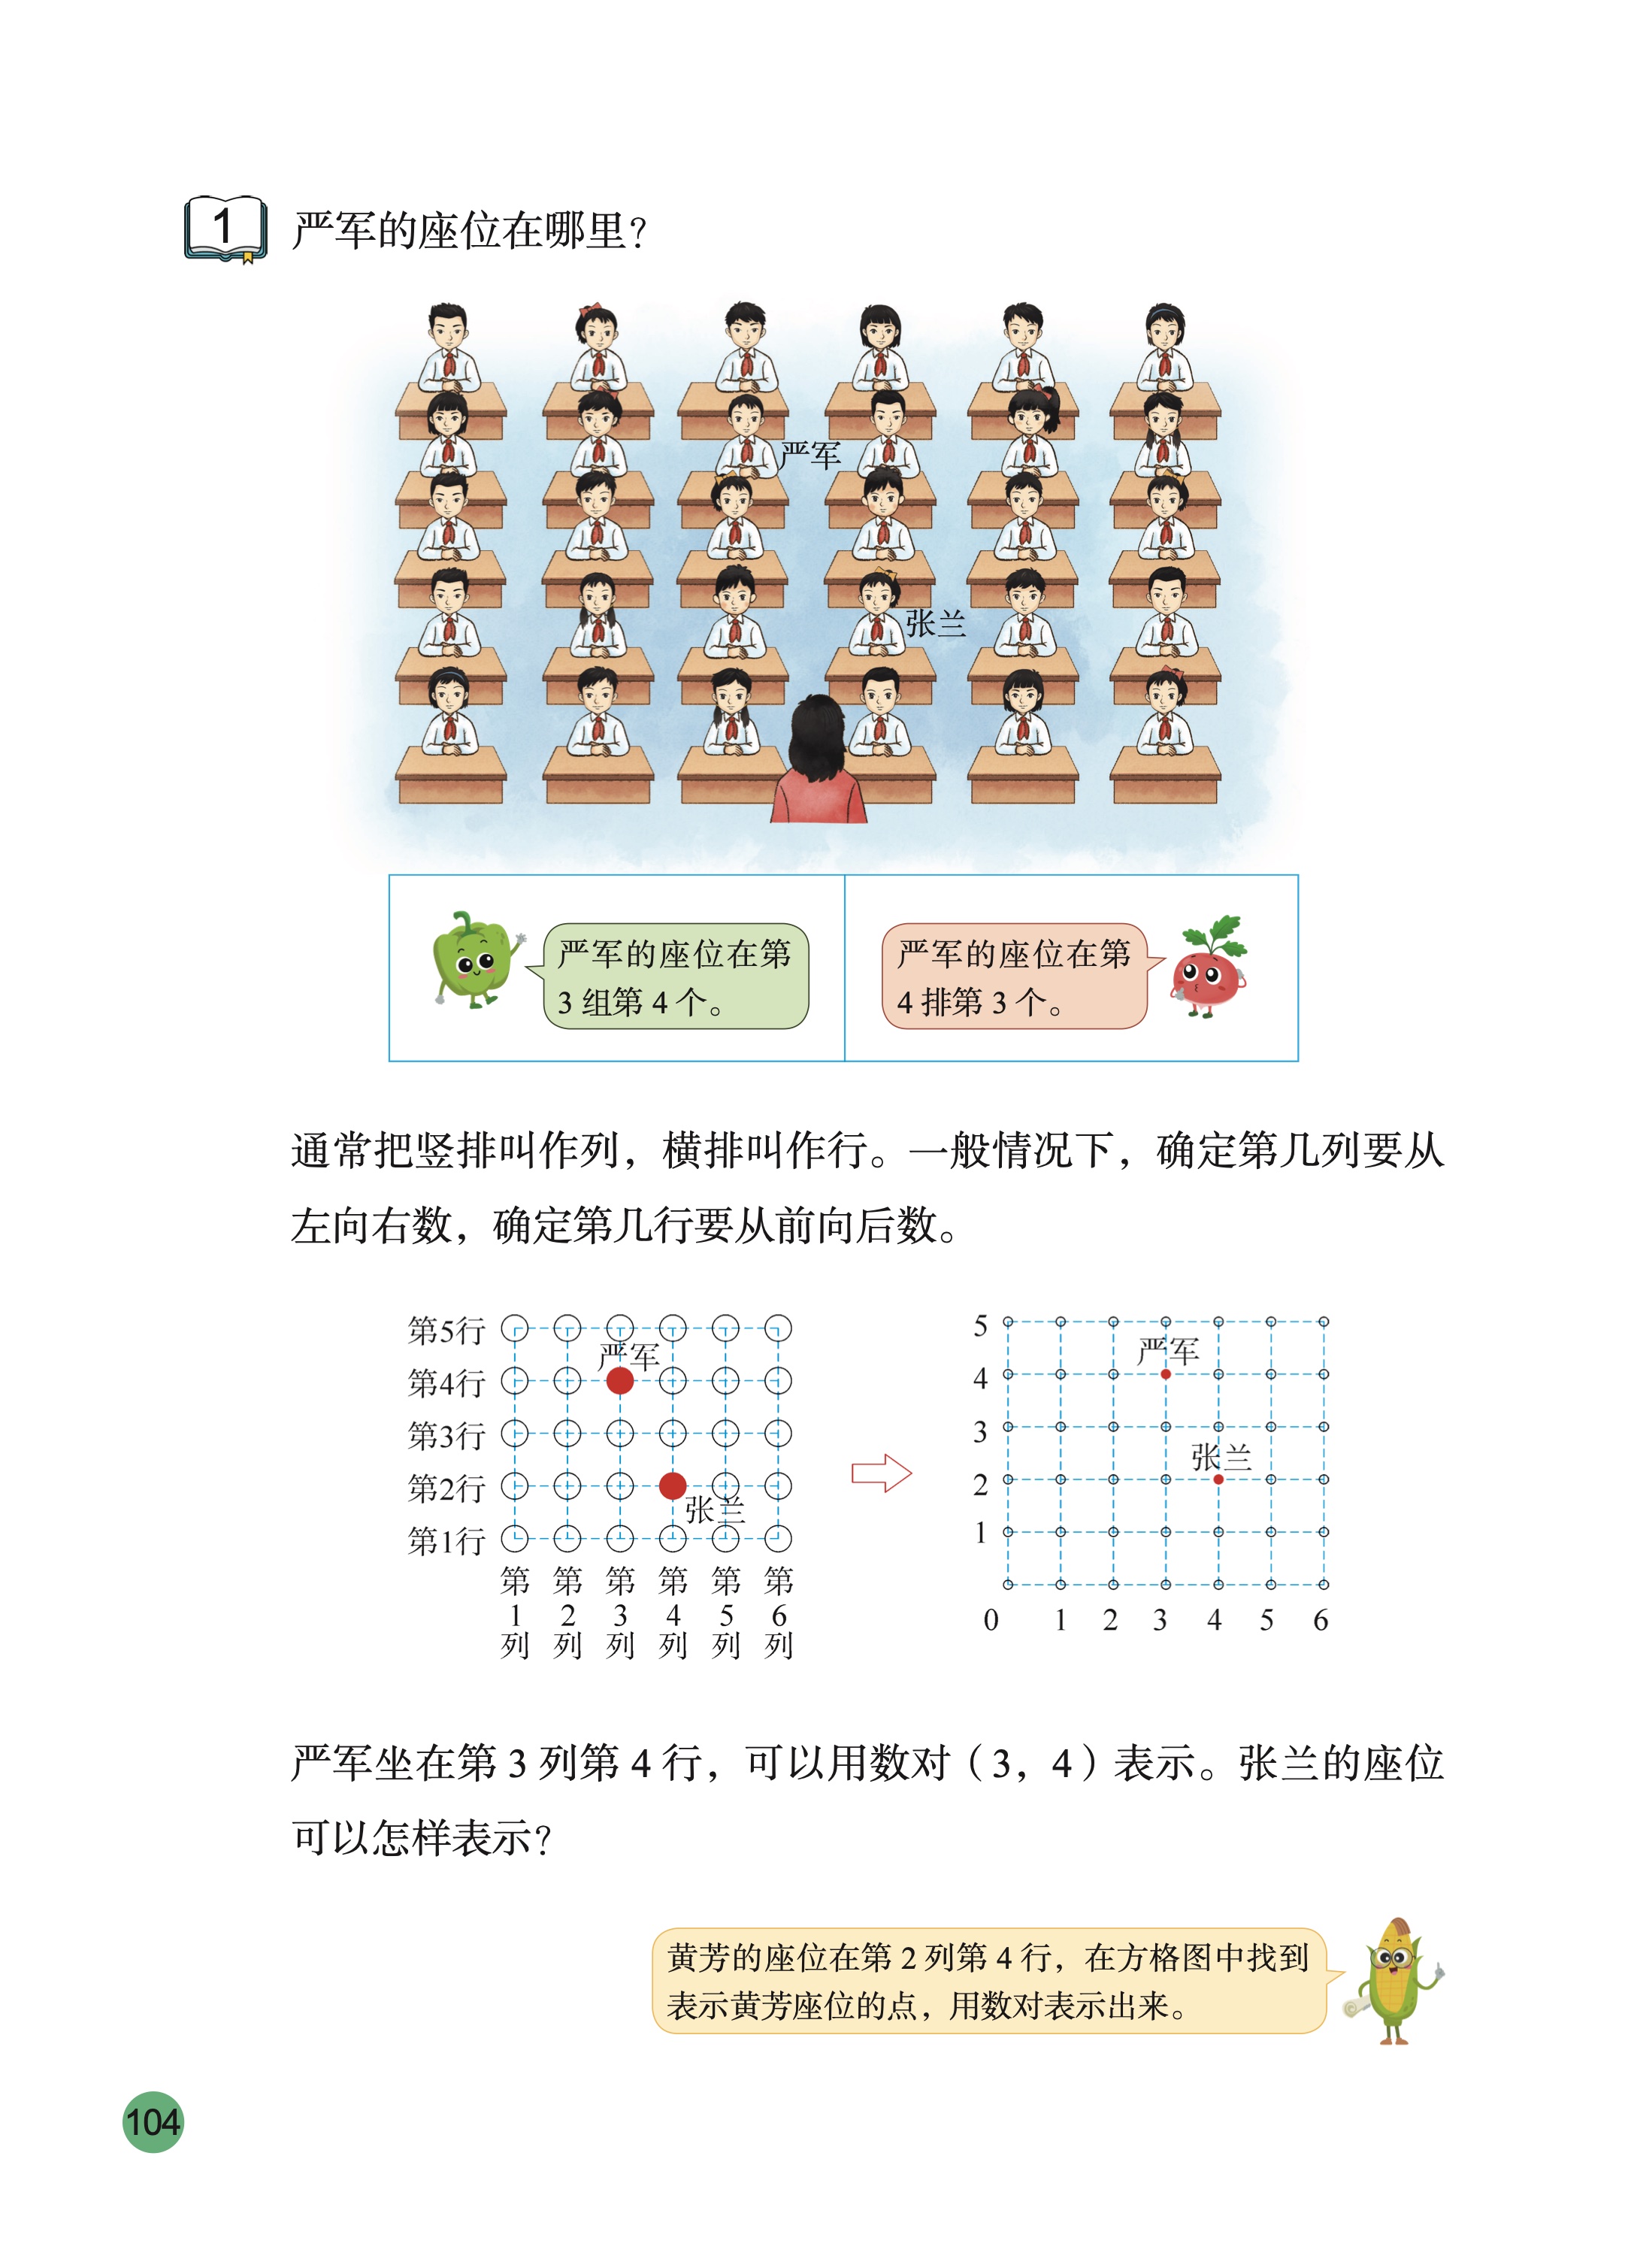 1 严军的座位在哪里？
严军
张兰
严军的座位在第
3 组第 4 个。
严军的座位在第
4 排第 3 个。
通常把竖排叫作列，横排叫作行。一般情况下，确定第几列要从
左向右数，确定第几行要从前向后数。
第5行
严军
第4行
第3行
第2行
张兰
第1行
第1列 第2列 第3列 第4列 第5列 第6列
5
严军
4
3
张兰
2
1
0 1 2 3 4 5 6
严军坐在第 3 列第 4 行，可以用数对（3，4）表示。张兰的座位
可以怎样表示？
黄芳的座位在第 2 列第 4 行，在方格图中找到
表示黄芳座位的点，用数对表示出来。
104